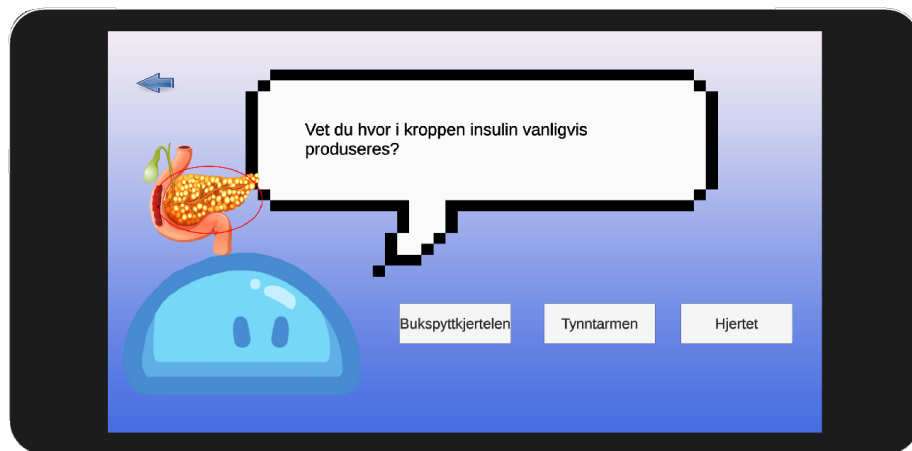 Vet du hvor i kroppen insulin vanligvis
produseres?
Bukspyttkjertelen
Tynntarmen
Hjertet